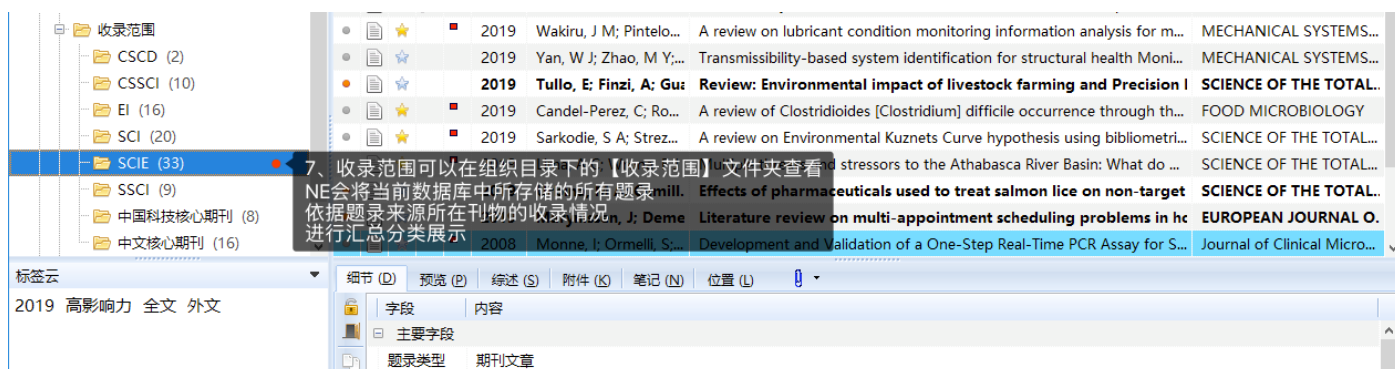 收录范围
CSCD (2)
CSSCI (10)
EI (16)
SCI (20)
SCIE (33)
SSCI (9)
中国科技核心期刊 (8)
中文核心期刊 (16)
2019 Wakiru, J M; Pintelo... A review on lubricant condition monitoring information analysis for m... MECHANICAL SYSTEMS...
2019 Yan, W J; Zhao, M Y;... Transmissibility-based system identification for structural health Moni... MECHANICAL SYSTEMS...
2019 Tullo, E; Finzi, A; Gua Review: Environmental impact of livestock farming and Precision l SCIENCE OF THE TOTAL..
2019 Candel-Perez, C; Ro... A review of Clostridioides [Clostridium] difficile occurrence through th... FOOD MICROBIOLOGY
2019 Sarkodie, S A; Strez... A review on Environmental Kuznets Curve hypothesis using bibliometri... SCIENCE OF THE TOTAL...
stressors to the Athabasca River Basin: What do ... SCIENCE OF THE TOTAL...
Effects of pharmaceuticals used to treat salmon lice on non-target SCIENCE OF THE TOTAL..
J; Deme Literature review on multi-appointment scheduling problems in ho EUROPEAN JOURNAL O.
2008 Monne, I; Ormelli, S;... Development and Validation of a One-Step Real-Time PCR Assay for S... Journal of Clinical Micro...
7、收录范围可以在组织目录下的【收录范围】文件夹查看
NE会将当前数据库中所存储的所有题录
依据题录来源所在刊物的收录情况
进行汇总分类展示
标签云
2019 高影响力 全文 外文
细节 (D) 预览 (P) 综述 (S) 附件 (K) 笔记 (N) 位置 (L)
字段 内容
主要字段
题录类型 期刊文章